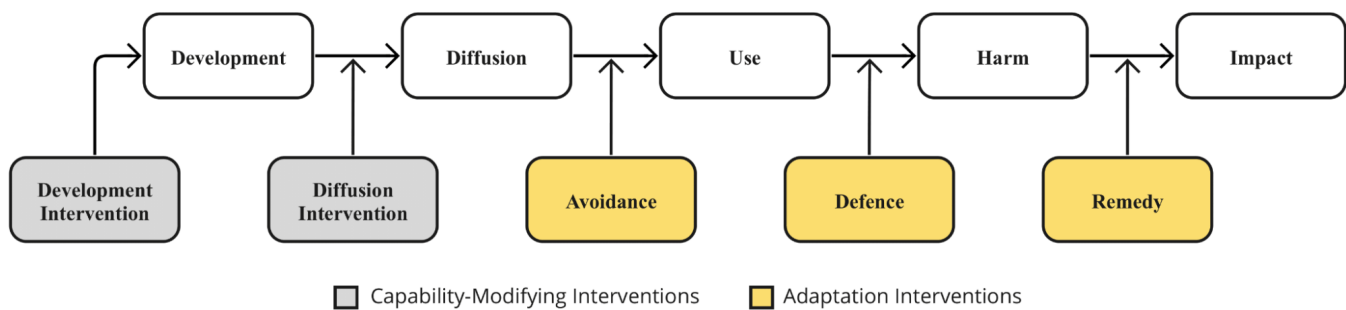 Development
Diffusion
Use
Harm
Impact
Development
Intervention
Diffusion
Intervention
Avoidance
Defence
Remedy
Capability-Modifying Interventions
Adaptation Interventions